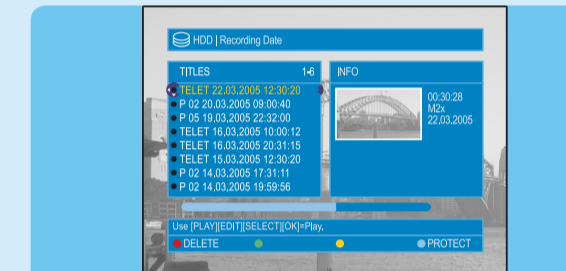 HDD | Recording Date
TITLES 1-6
TELET 22.03.2005 12:30:20
P 02 20.03.2005 09:00:40
P 05 19.03.2005 22:32:00
TELET 16.03.2005 10:00:12
TELET 16.03.2005 20:31:15
TELET 15.03.2005 12:30:20
P 02 14.03.2005 17:31:11
P 02 14.03.2005 19:59:56
INFO
00:30:28
M2x
22.03.2005
Use [PLAY][EDIT][SELECT][OK]=Play.
DELETE PROTECT